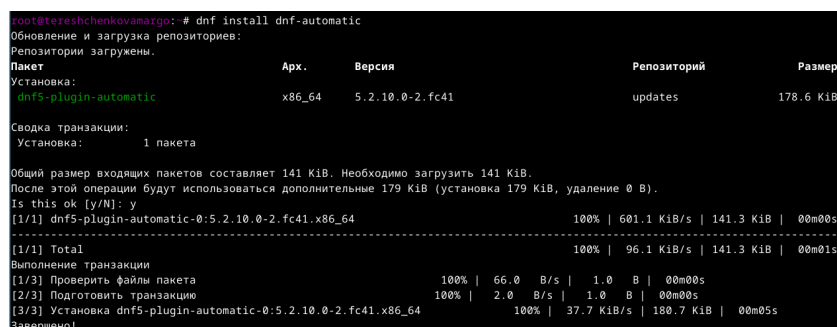 root@tereshchenkovamargo:~# dnf install dnf-automatic
Обновление и загрузка репозиториев:
Репозитории загружены.
Пакет Арх. Версия Репозиторий Размер
Установка:
dnf5-plugin-automatic x86_64 5.2.10.0-2.fc41 updates 178.6 KiB
Сводка транзакции:
Установка: 1 пакета
Общий размер входящих пакетов составляет 141 KiB. Необходимо загрузить 141 KiB.
После этой операции будут использоваться дополнительные 179 KiB (установка 179 KiB, удаление 0 B).
Is this ok [y/N]: y
[1/1] dnf5-plugin-automatic-0:5.2.10.0-2.fc41.x86_64 100% | 601.1 KiB/s | 141.3 KiB | 00m00s
--------------------------------------------------------------------------------
[1/1] Total 100% | 96.1 KiB/s | 141.3 KiB | 00m01s
Выполнение транзакции
[1/3] Проверить файлы пакета 100% | 66.0 B/s | 1.0 B | 00m00s
[2/3] Подготовить транзакцию 100% | 2.0 B/s | 1.0 B | 00m00s
[3/3] Установка dnf5-plugin-automatic-0:5.2.10.0-2.fc41.x86_64 100% | 37.7 KiB/s | 180.7 KiB | 00m05s
Завершено!